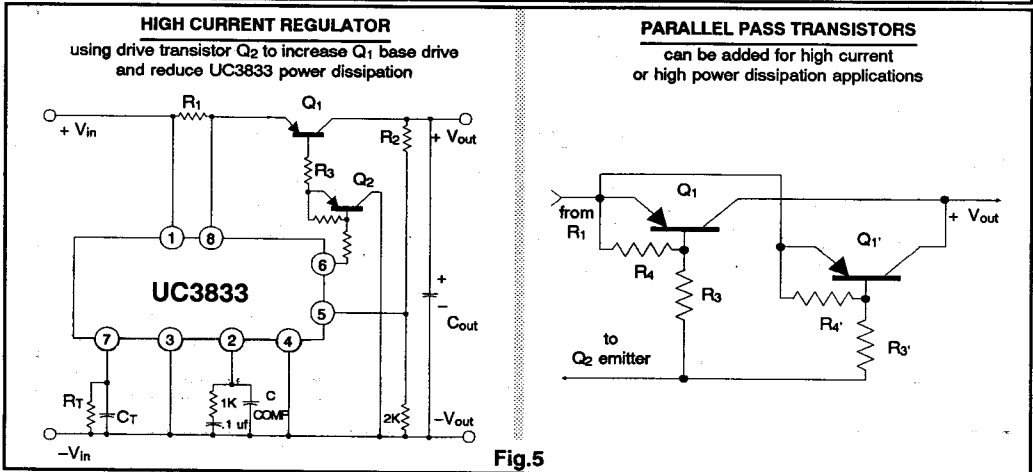 HIGH CURRENT REGULATOR
using drive transistor Q2 to increase Q1 base drive
and reduce UC3833 power dissipation
R1
Q1
+ Vin
R2
+ Vout
R3
Q2
1
8
6
UC3833
5
+
−
Cout
7
3
2
4
RT
CT
1K
.1 uf
C
COMP
2K
−Vout
−Vin
PARALLEL PASS TRANSISTORS
can be added for high current
or high power dissipation applications
Q1
from
R1
+ Vout
Q1'
R4
R3
R4'
R3'
to
Q2 emitter
Fig.5